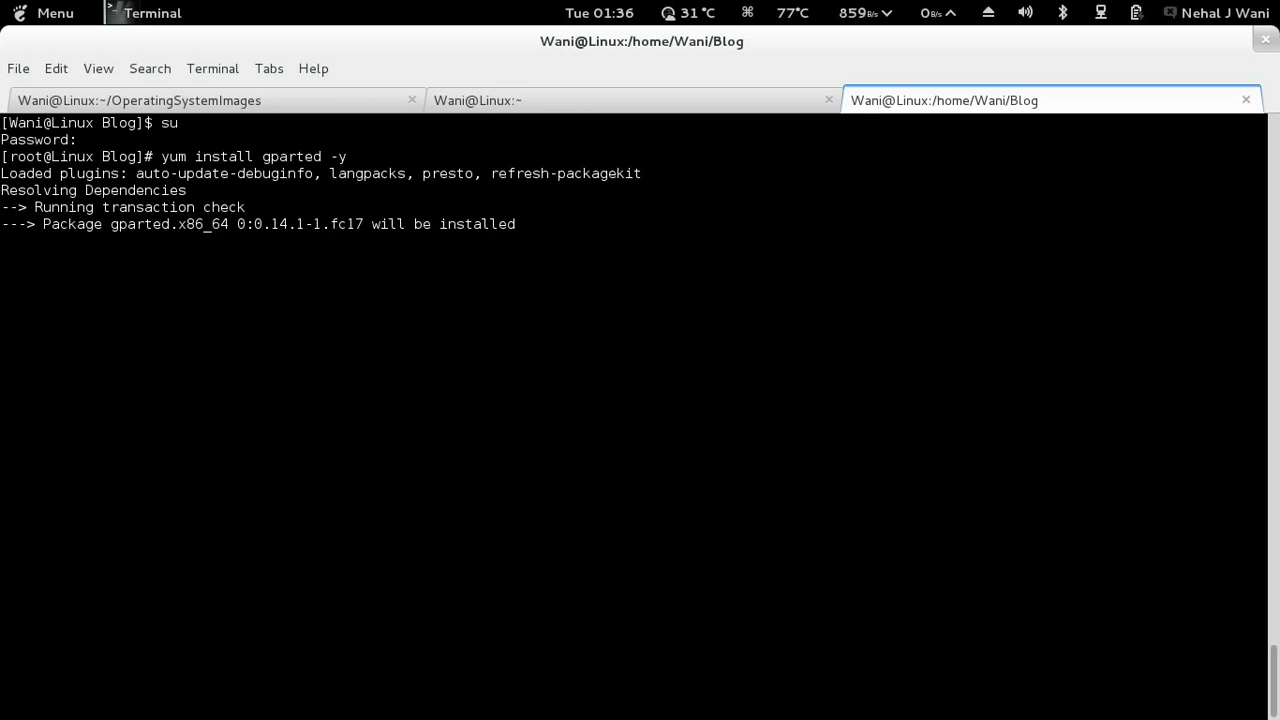 Menu Terminal Tue 01:36 31 °C 77°C 859B/s 0B/s Nehal J Wani
Wani@Linux:/home/Wani/Blog
File Edit View Search Terminal Tabs Help
Wani@Linux:~/OperatingSystemImages Wani@Linux:~ Wani@Linux:/home/Wani/Blog
[Wani@Linux Blog]$ su
Password:
[root@Linux Blog]# yum install gparted -y
Loaded plugins: auto-update-debuginfo, langpacks, presto, refresh-packagekit
Resolving Dependencies
--> Running transaction check
---> Package gparted.x86_64 0:0.14.1-1.fc17 will be installed